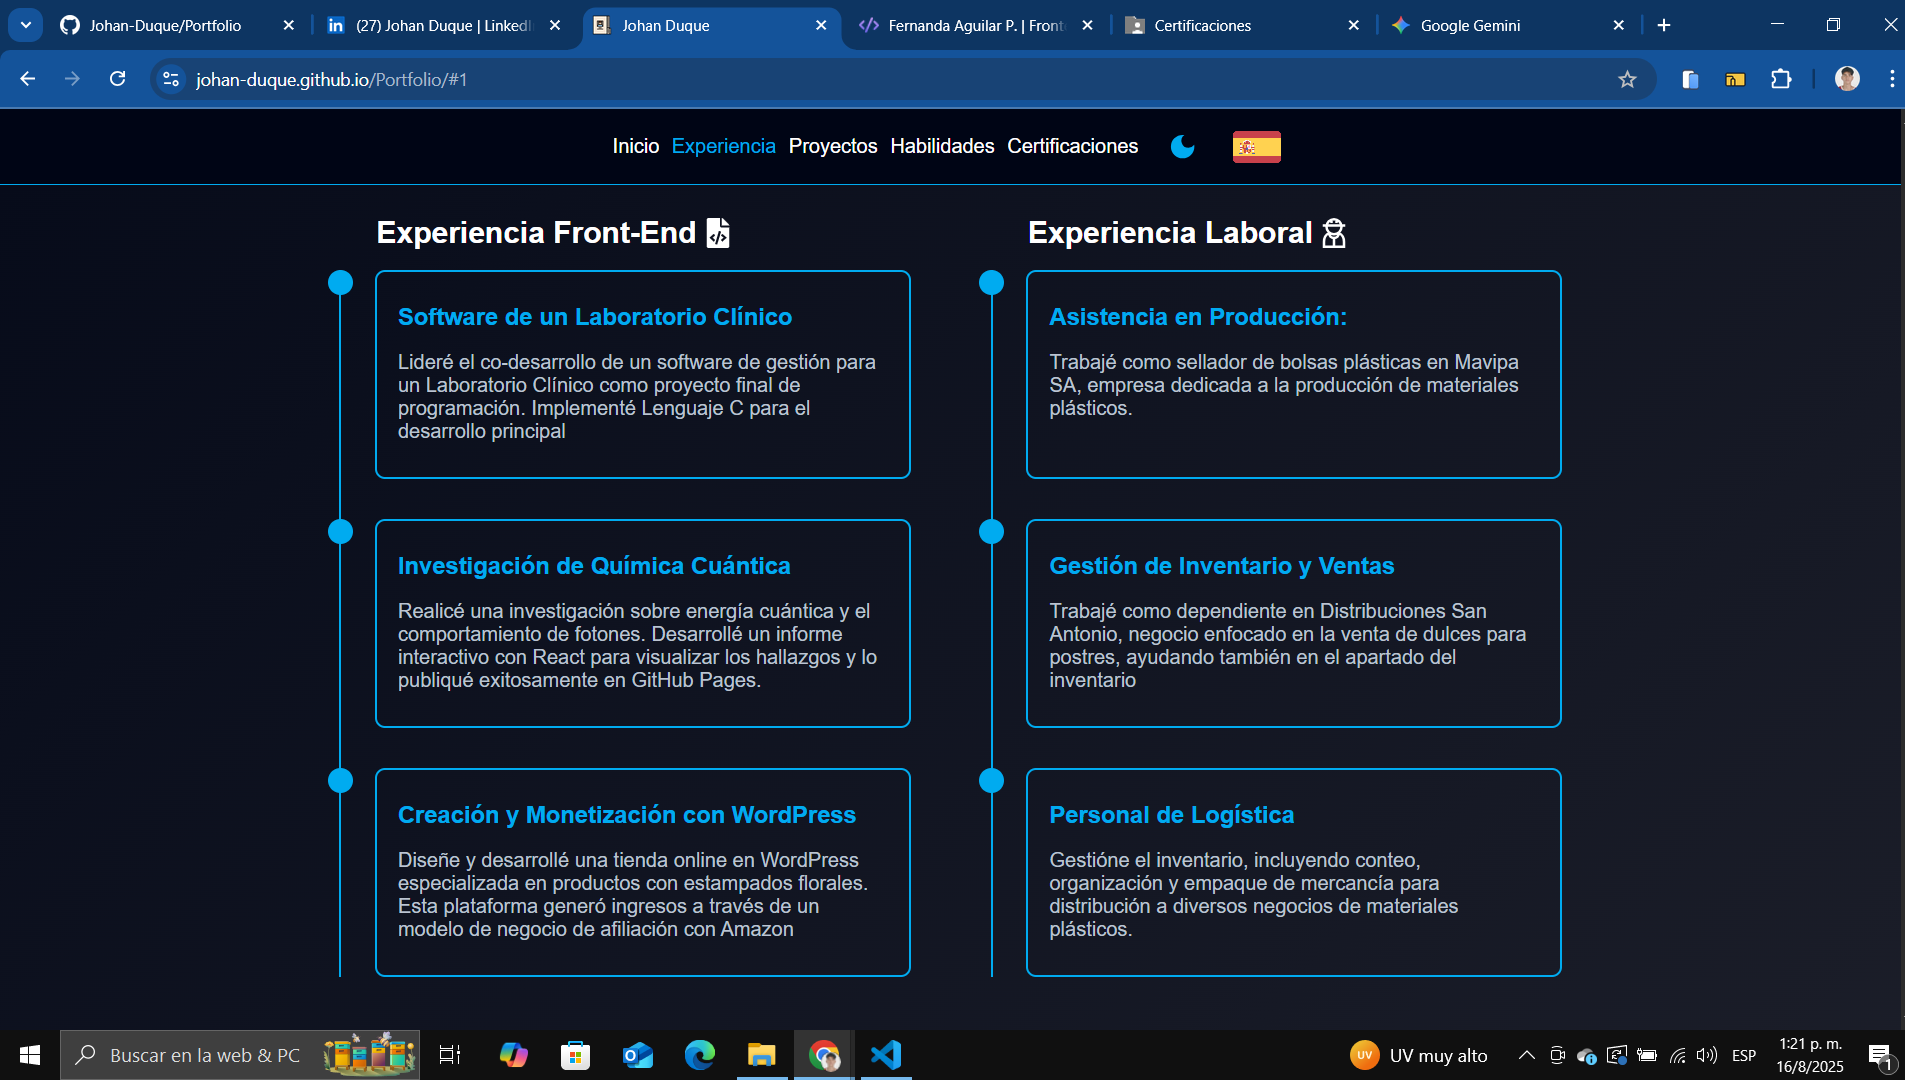 Johan-Duque/Portfolio
(27) Johan Duque | LinkedIn
Johan Duque
Fernanda Aguilar P. | Front
Certificaciones
Google Gemini
johan-duque.github.io/Portfolio/#1
Inicio Experiencia Proyectos Habilidades Certificaciones
Experiencia Front-End
Software de un Laboratorio Clínico
Lideré el co-desarrollo de un software de gestión para
un Laboratorio Clínico como proyecto final de
programación. Implementé Lenguaje C para el
desarrollo principal
Investigación de Química Cuántica
Realicé una investigación sobre energía cuántica y el
comportamiento de fotones. Desarrollé un informe
interactivo con React para visualizar los hallazgos y lo
publiqué exitosamente en GitHub Pages.
Creación y Monetización con WordPress
Diseñe y desarrollé una tienda online en WordPress
especializada en productos con estampados florales.
Esta plataforma generó ingresos a través de un
modelo de negocio de afiliación con Amazon
Experiencia Laboral
Asistencia en Producción:
Trabajé como sellador de bolsas plásticas en Mavipa
SA, empresa dedicada a la producción de materiales
plásticos.
Gestión de Inventario y Ventas
Trabajé como dependiente en Distribuciones San
Antonio, negocio enfocado en la venta de dulces para
postres, ayudando también en el apartado del
inventario
Personal de Logística
Gestióne el inventario, incluyendo conteo,
organización y empaque de mercancía para
distribución a diversos negocios de materiales
plásticos.
Buscar en la web & PC
UV
UV muy alto
ESP
1:21 p. m.
16/8/2025
1